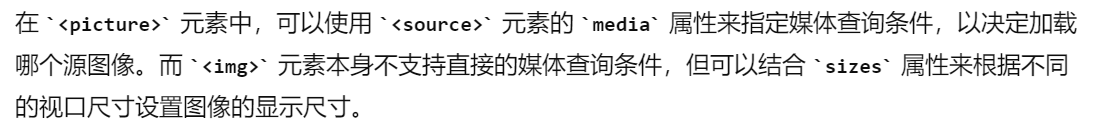 在 `<picture>` 元素中，可以使用 `<source>` 元素的 `media` 属性来指定媒体查询条件，以决定加载
哪个源图像。而 `<img>` 元素本身不支持直接的媒体查询条件，但可以结合 `sizes` 属性来根据不同
的视口尺寸设置图像的显示尺寸。